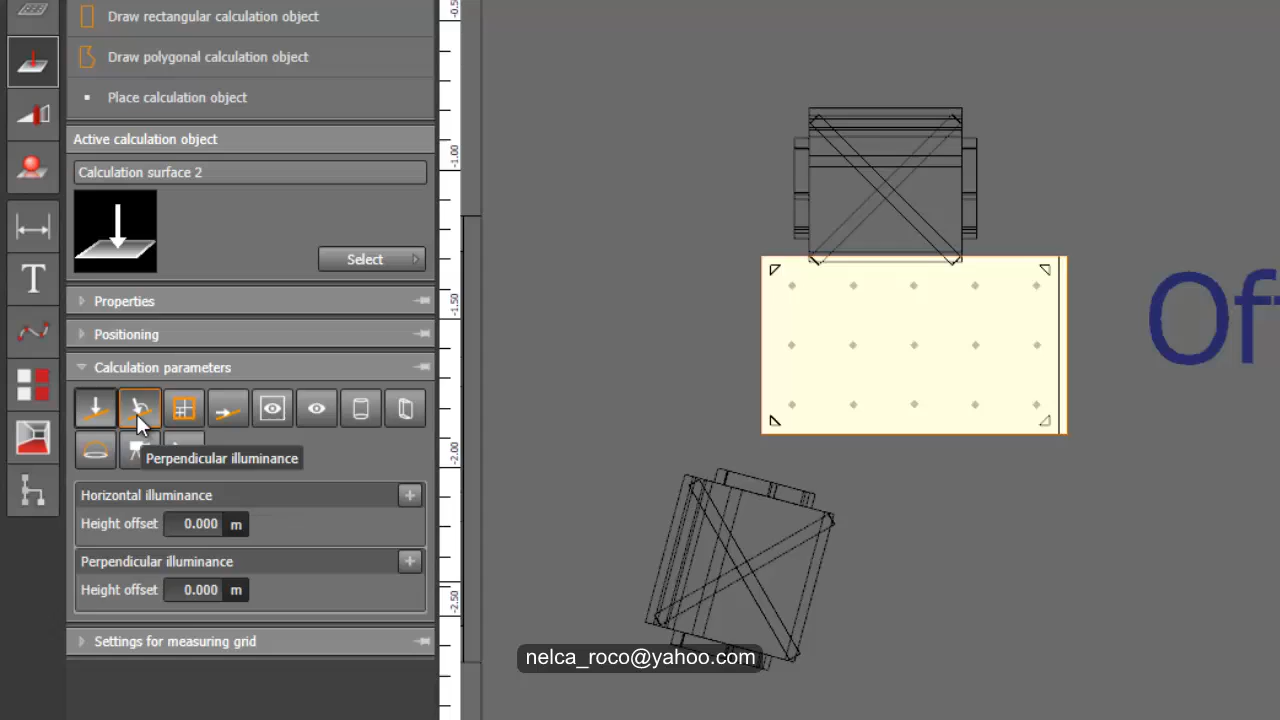 Draw rectangular calculation object
Draw polygonal calculation object
Place calculation object
Active calculation object
Calculation surface 2
Select
Properties
Positioning
Calculation parameters
Perpendicular illuminance
Horizontal illuminance
Height offset 0.000 m
Perpendicular illuminance
Height offset 0.000 m
Settings for measuring grid
T
-0.50
-1.00
-1.50
-2.00
-2.50
Of
nelca_roco@yahoo.com